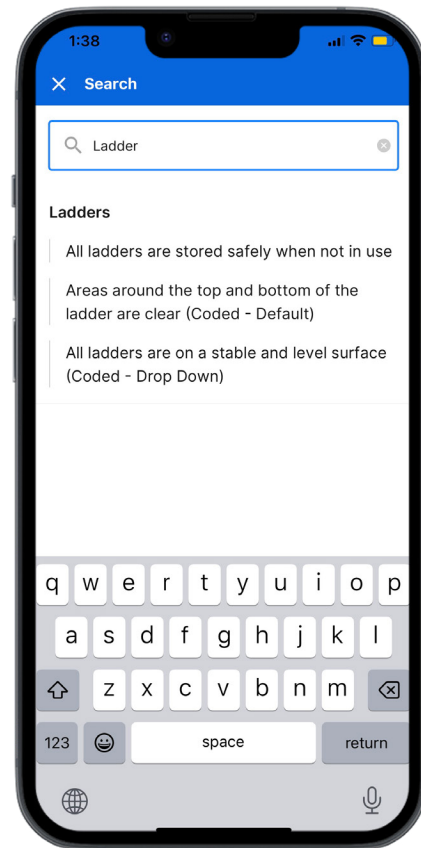 1:38
Search
Ladder
Ladders
All ladders are stored safely when not in use
Areas around the top and bottom of the
ladder are clear (Coded - Default)
All ladders are on a stable and level surface
(Coded - Drop Down)
q w e r t y u i o p
a s d f g h j k l
z x c v b n m
123 space return